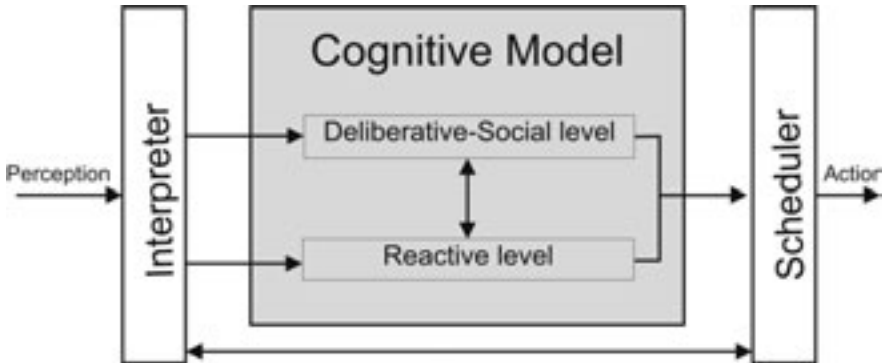 Cognitive Model
Deliberative-Social level
Perception
Interpreter
Reactive level
Scheduler
Action